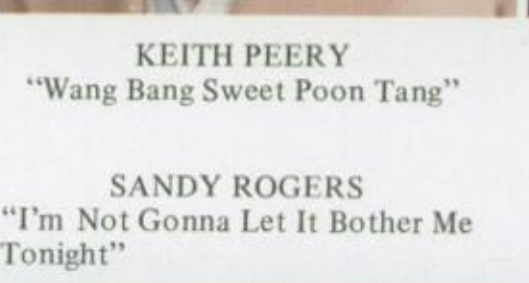 KEITH PEERY
“Wang Bang Sweet Poon Tang”
SANDY ROGERS
“I’m Not Gonna Let It Bother Me
Tonight”